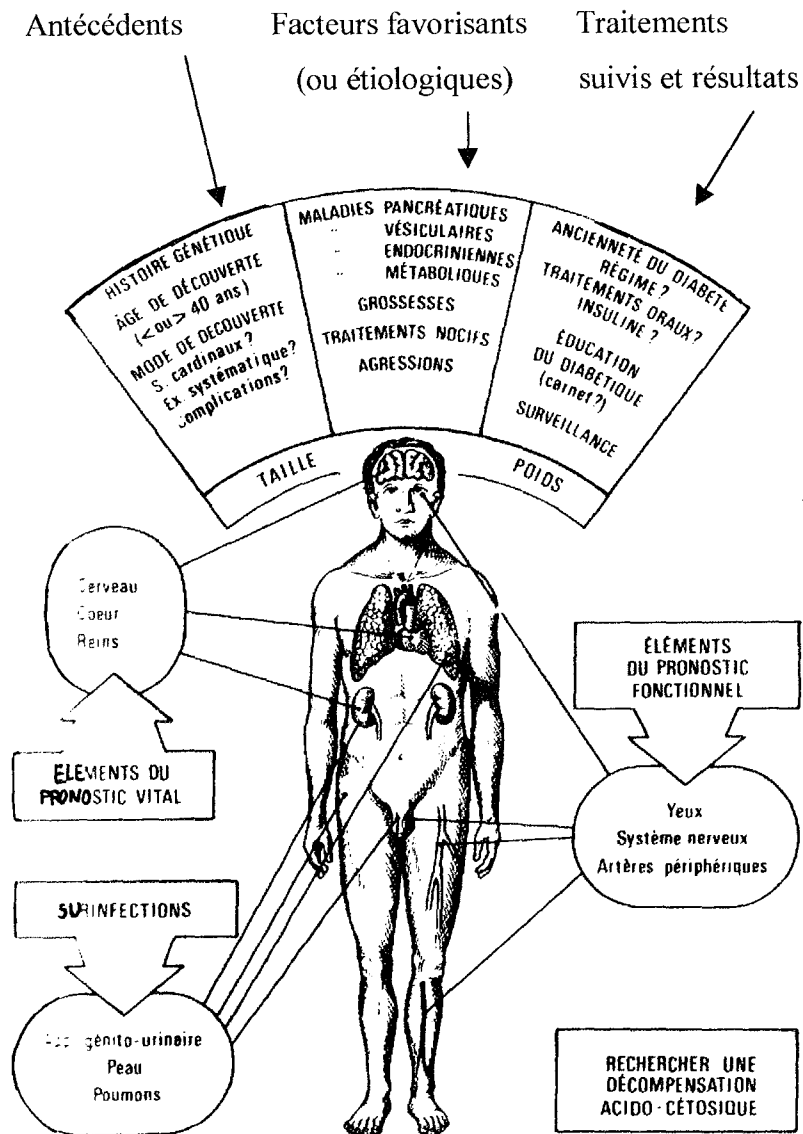 Antécédents
Facteurs favorisants
(ou étiologiques)
Traitements
suivis et résultats
HISTOIRE GÉNÉTIQUE
ÂGE DE DÉCOUVERTE
(< ou > 40 ans)
MODE DE DECOUVERTE
S. cardinaux?
Ex. systématique?
complications?
MALADIES PANCRÉATIQUES
" VÉSICULAIRES
" ENDOCRINIENNES
" MÉTABOLIQUES
GROSSESSES
TRAITEMENTS NOCIFS
AGRESSIONS
ANCIENNETÉ DU DIABÈTE
RÉGIME?
TRAITEMENTS ORAUX?
INSULINE?
ÉDUCATION
DU DIABÉTIQUE
(carnet?)
SURVEILLANCE
TAILLE
POIDS
Cerveau
Coeur
Reins
ELEMENTS DU
PRONOSTIC VITAL
ÉLÉMENTS
DU PRONOSTIC
FONCTIONNEL
Yeux
Système nerveux
Artères périphériques
SURINFECTIONS
génito-urinaire
Peau
Poumons
RECHERCHER UNE
DÉCOMPENSATION
ACIDO-CÉTOSIQUE